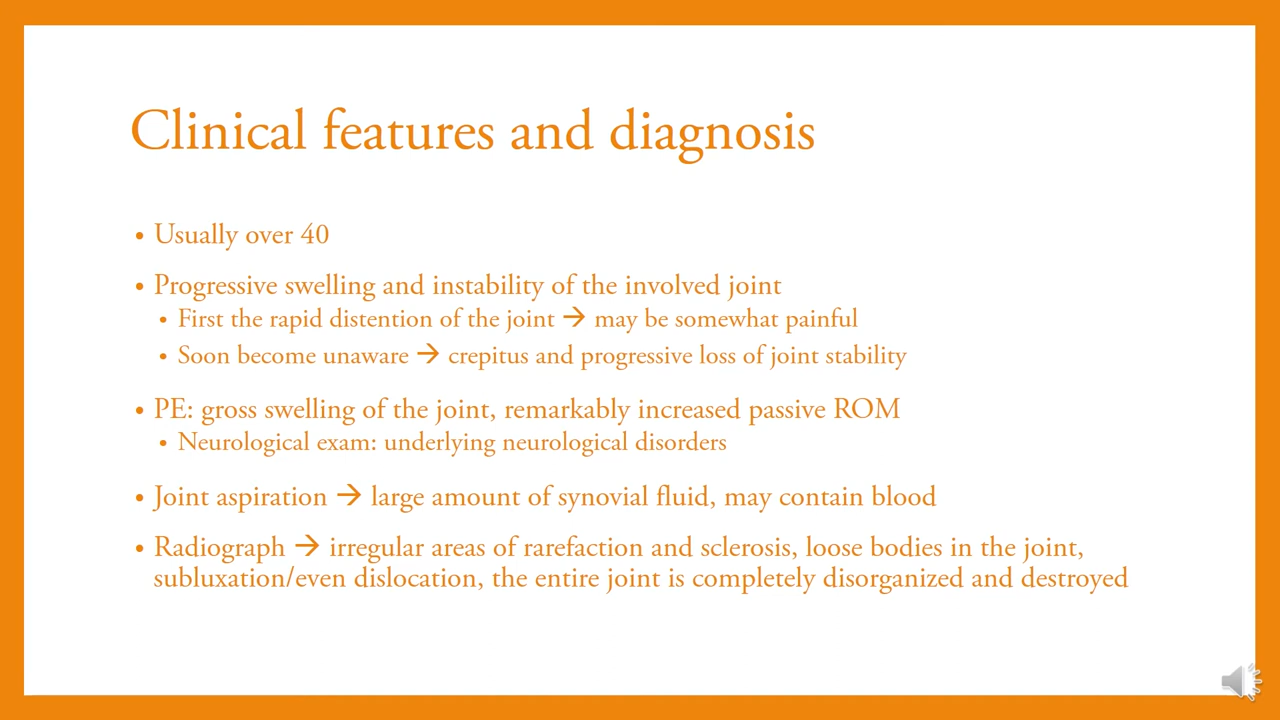 Clinical features and diagnosis
• Usually over 40
• Progressive swelling and instability of the involved joint
• First the rapid distention of the joint → may be somewhat painful
• Soon become unaware → crepitus and progressive loss of joint stability
• PE: gross swelling of the joint, remarkably increased passive ROM
• Neurological exam: underlying neurological disorders
• Joint aspiration → large amount of synovial fluid, may contain blood
• Radiograph → irregular areas of rarefaction and sclerosis, loose bodies in the joint,
subluxation/even dislocation, the entire joint is completely disorganized and destroyed